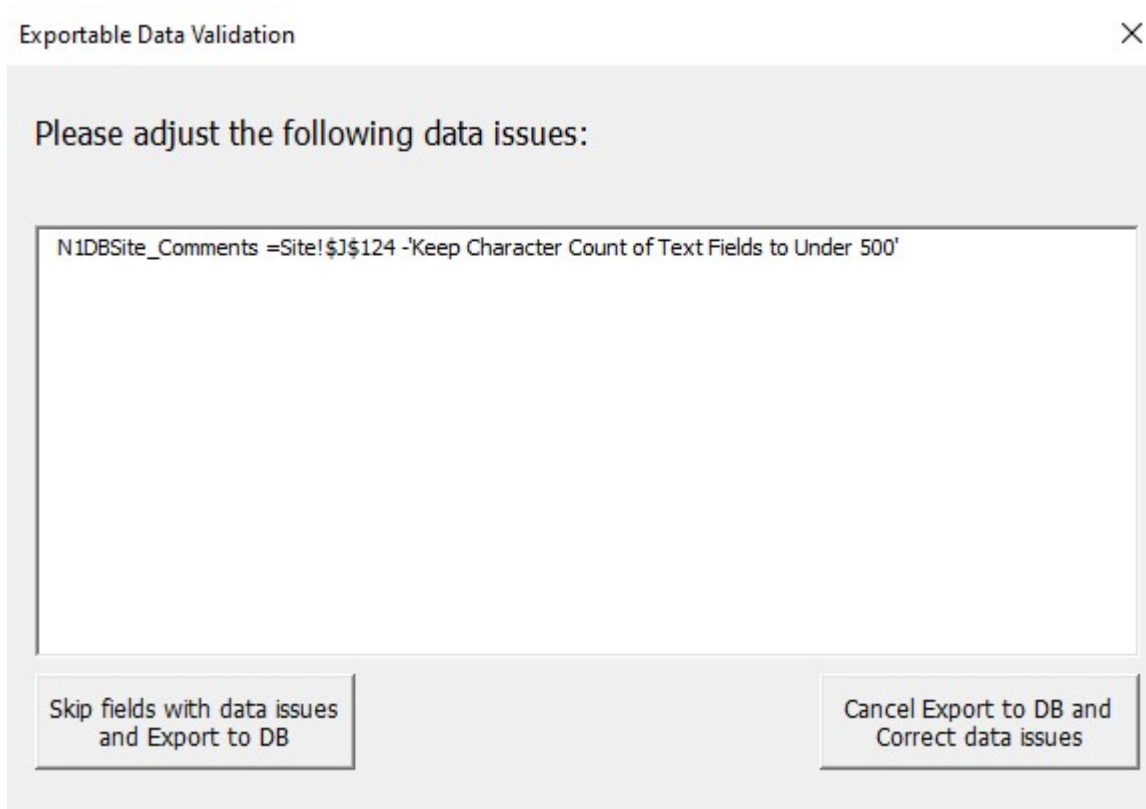 Exportable Data Validation
Please adjust the following data issues:
N1DBSite_Comments =Site!$J$124 -'Keep Character Count of Text Fields to Under 500'
Skip fields with data issues
and Export to DB
Cancel Export to DB and
Correct data issues